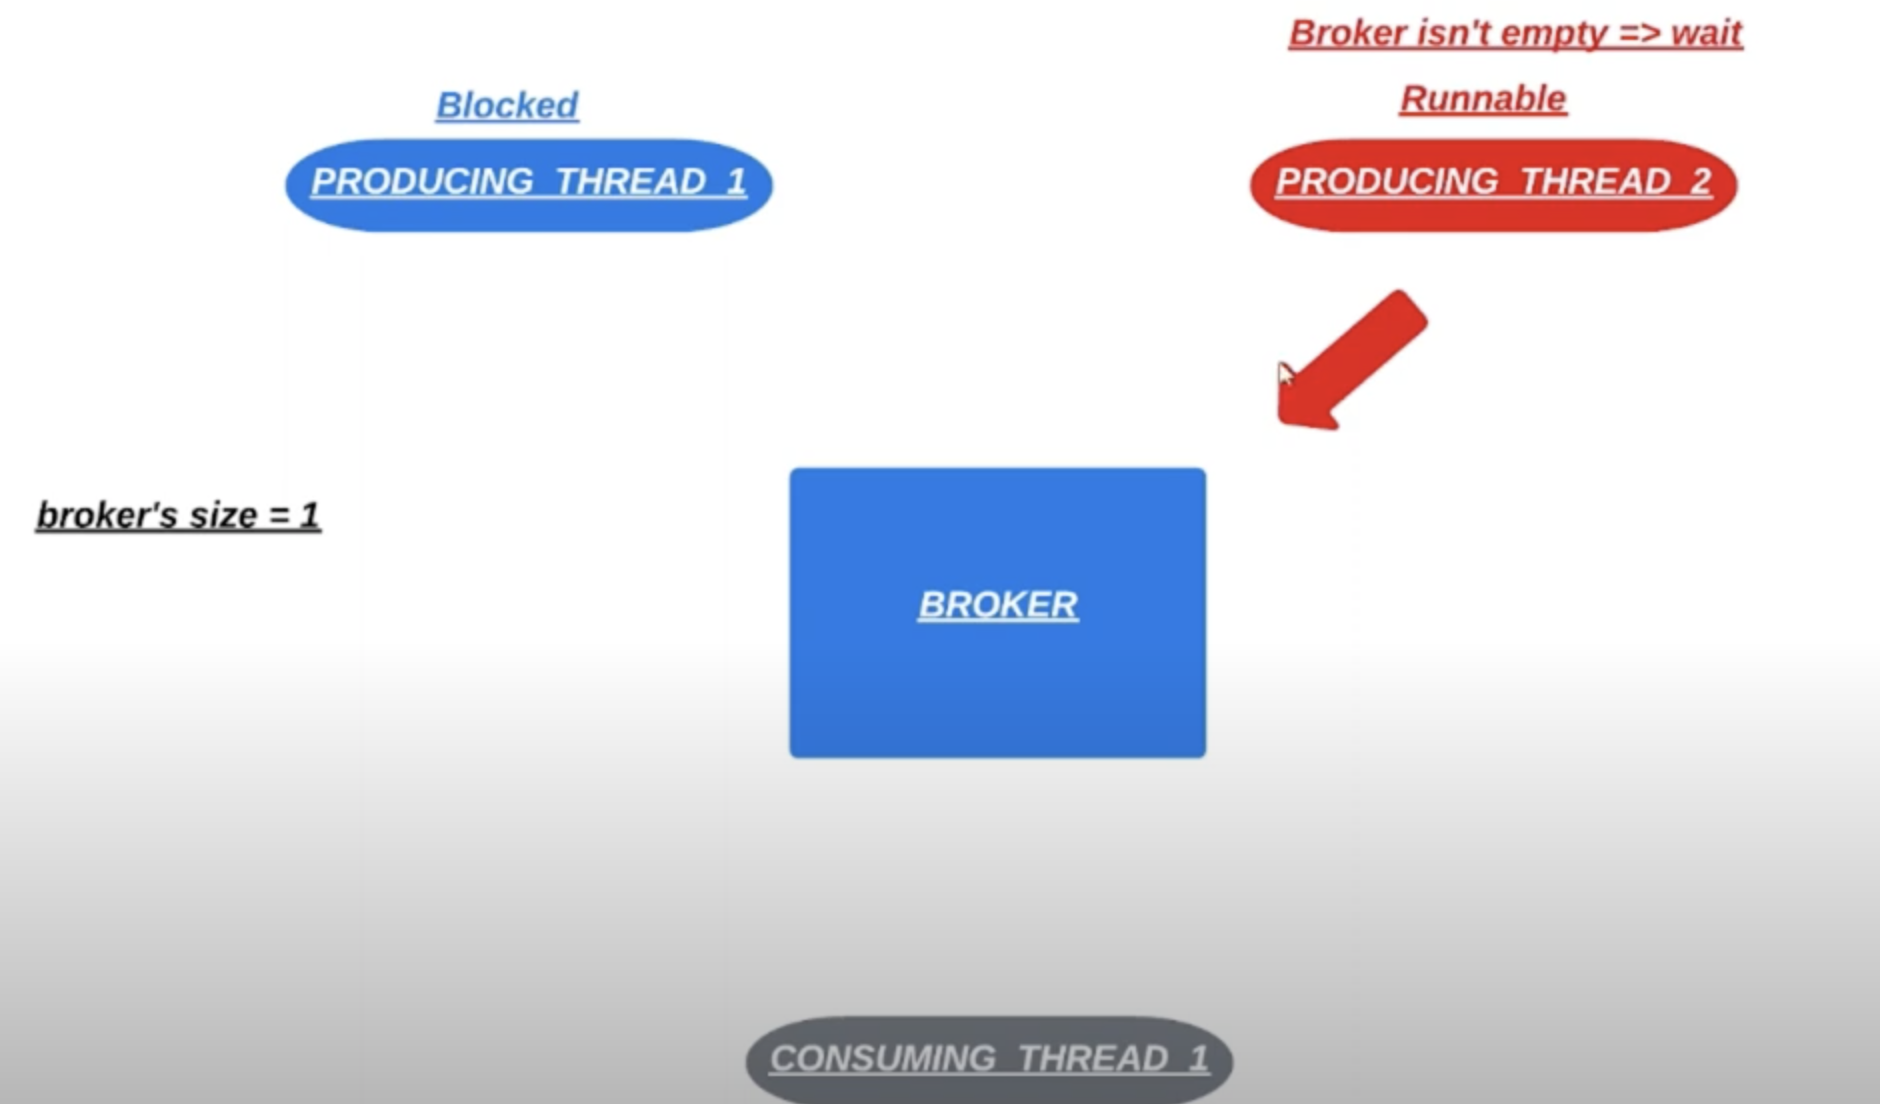 Broker isn't empty => wait
Blocked
Runnable
PRODUCING THREAD 1
PRODUCING THREAD 2
broker's size = 1
BROKER
CONSUMING THREAD 1